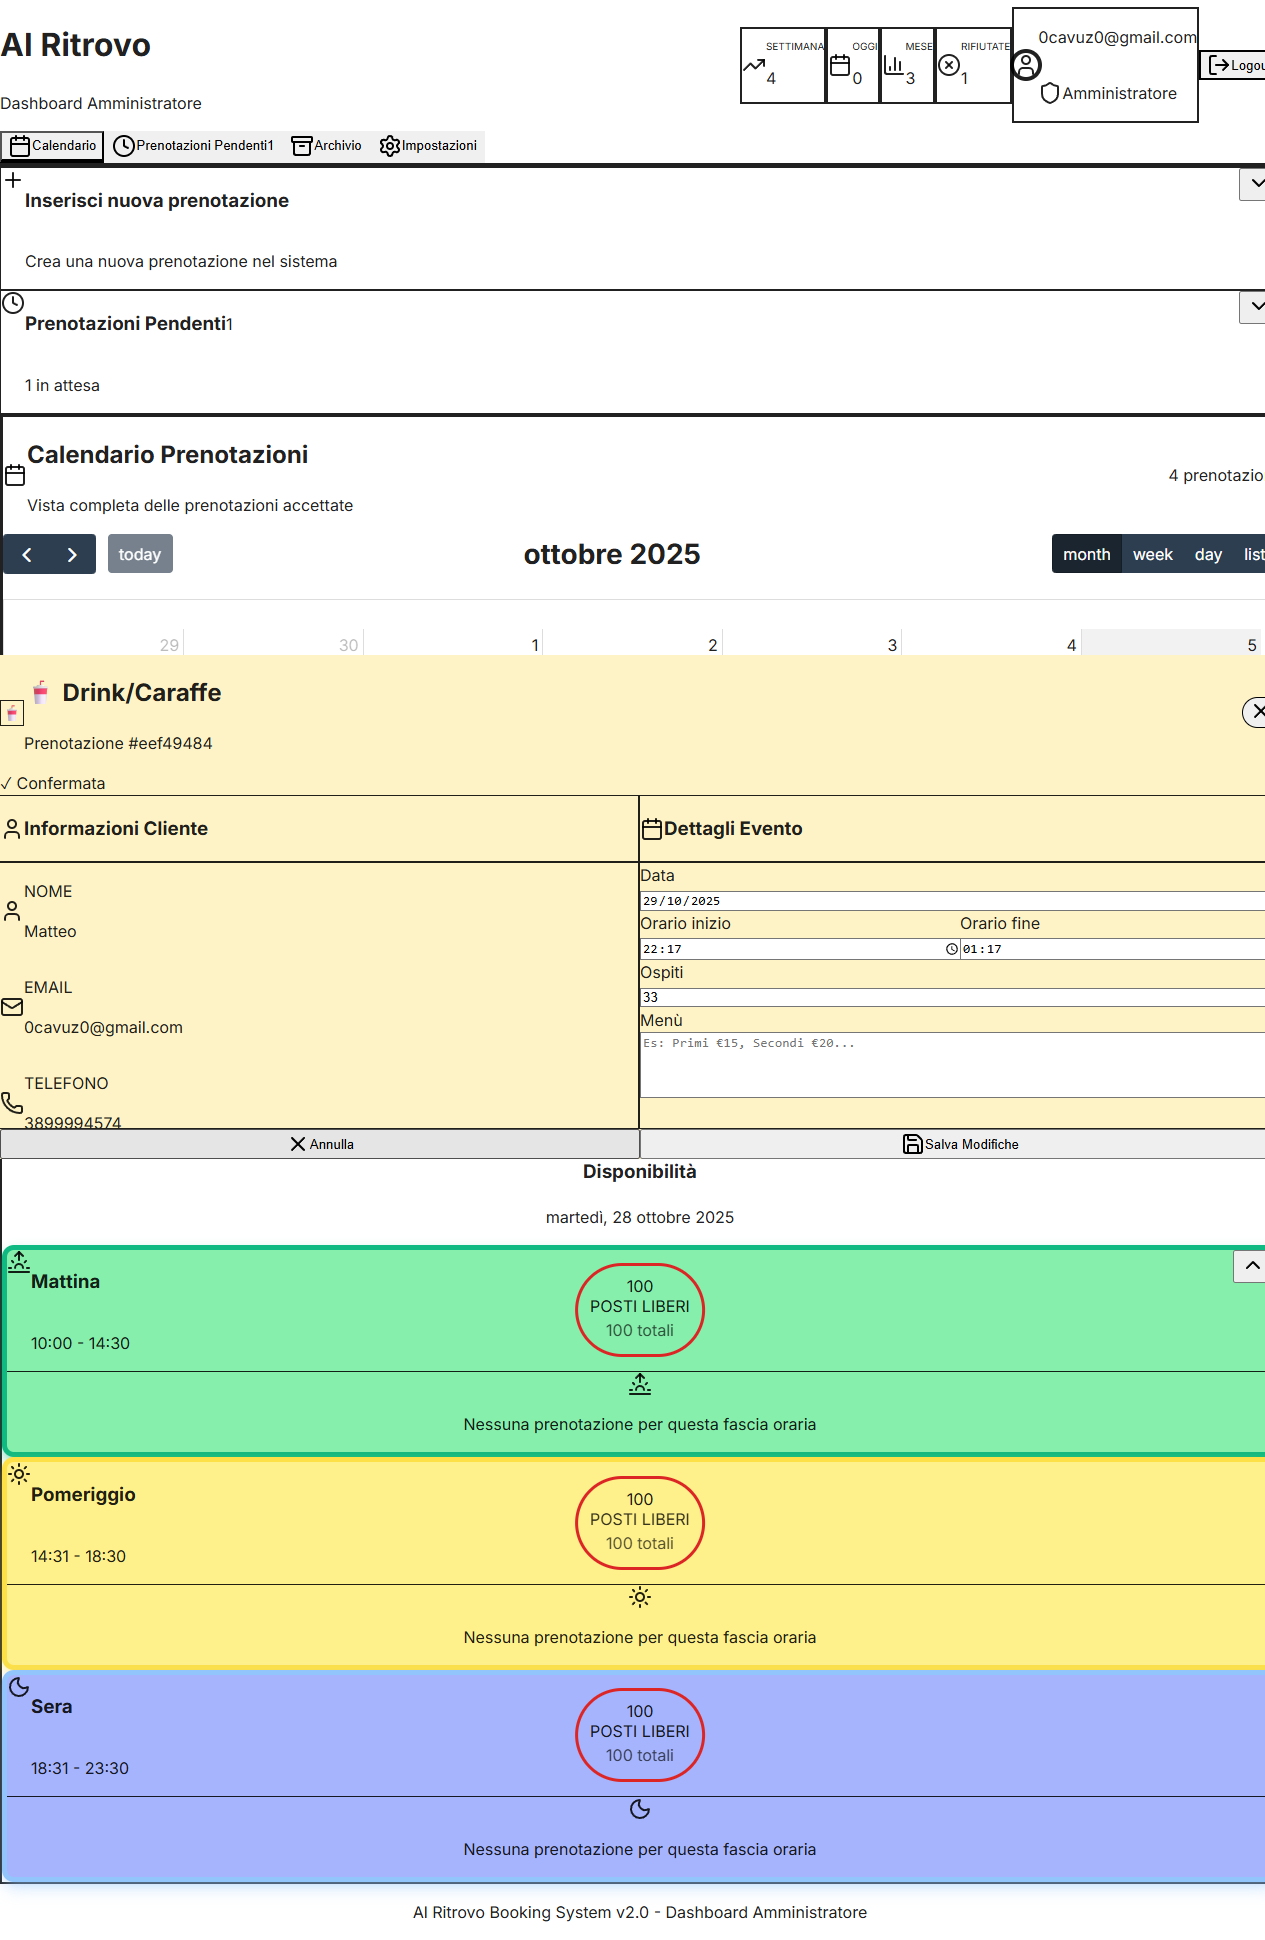 Al Ritrovo
Dashboard Amministratore
SETTIMANA
4
OGGI
0
MESE
3
RIFIUTATE
1
0cavuz0@gmail.com
Amministratore
Calendario
Prenotazioni Pendenti1
Archivio
Impostazioni
Inserisci nuova prenotazione
Crea una nuova prenotazione nel sistema
Prenotazioni Pendenti1
1 in attesa
Calendario Prenotazioni
Vista completa delle prenotazioni accettate
4 prenotazio
today
ottobre 2025
month week day list
29 30 1 2 3 4 5
Drink/Caraffe
Prenotazione #eef49484
✓ Confermata
Informazioni Cliente
NOME
Matteo
EMAIL
0cavuz0@gmail.com
TELEFONO
3899994574
Dettagli Evento
Data
29/10/2025
Orario inizio
22:17
Orario fine
01:17
Ospiti
33
Menù
Es: Primi €15, Secondi €20...
Annulla
Salva Modifiche
Disponibilità
martedì, 28 ottobre 2025
Mattina
10:00 - 14:30
100
POSTI LIBERI
100 totali
Nessuna prenotazione per questa fascia oraria
Pomeriggio
14:31 - 18:30
100
POSTI LIBERI
100 totali
Nessuna prenotazione per questa fascia oraria
Sera
18:31 - 23:30
100
POSTI LIBERI
100 totali
Nessuna prenotazione per questa fascia oraria
Al Ritrovo Booking System v2.0 - Dashboard Amministratore